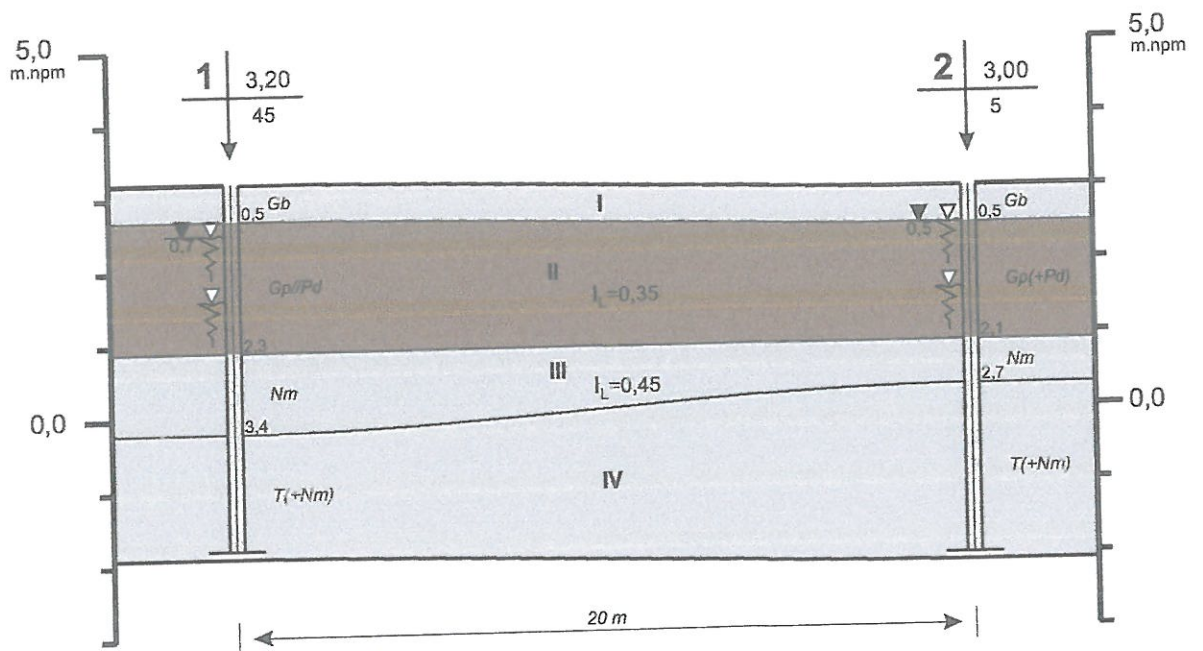 5,0
m.npm
1 3,20
45
2 3,00
5
5,0
m.npm
0,5 Gb
I
0,5 Gb
0,7
0,5
Gp//Pd
II
I_L=0,35
Gp(+Pd)
2,3
2,1
III
Nm
Nm
I_L=0,45
2,7
0,0
3,4
0,0
T(+Nm)
IV
T(+Nm)
20 m